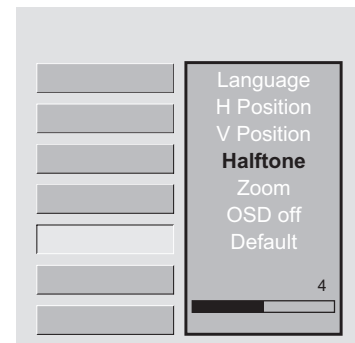 Language
H Position
V Position
Halftone
Zoom
OSD off
Default
4